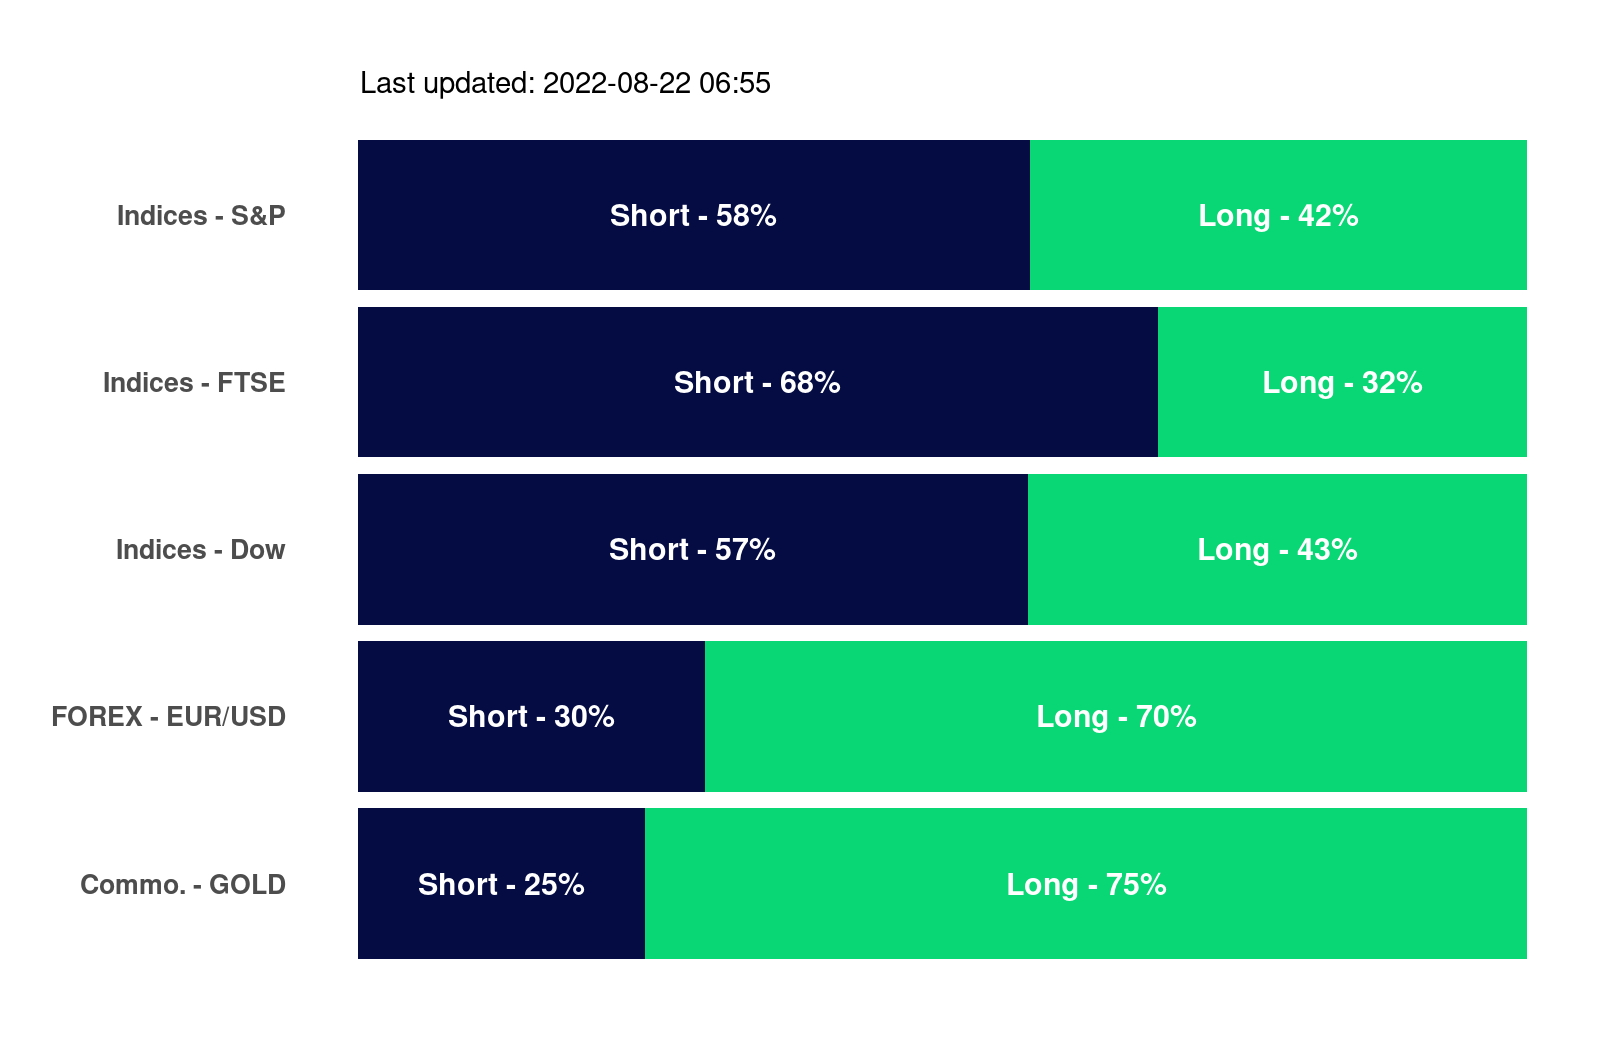 Last updated: 2022-08-22 06:55
Indices - S&P Short - 58% Long - 42%
Indices - FTSE Short - 68% Long - 32%
Indices - Dow Short - 57% Long - 43%
FOREX - EUR/USD Short - 30% Long - 70%
Commo. - GOLD Short - 25% Long - 75%